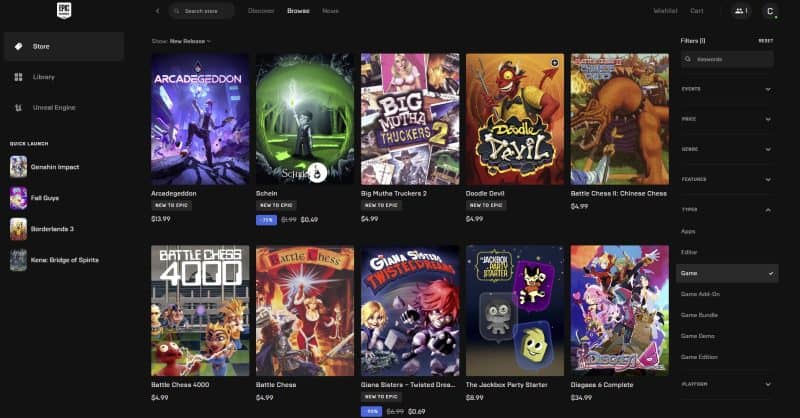 EPIC
GAMES
Search store
Discover
Browse
News
Wishlist
Cart
1
C
Store
Library
Unreal Engine
QUICK LAUNCH
Genshin Impact
Fall Guys
Borderlands 3
Kena: Bridge of Spirits
Show: New Release
ARCADEGEDDON
Arcadegeddon
NEW TO EPIC
$13.99
Schein
Schein
NEW TO EPIC
-75% $1.99 $0.49
BIG
MUTHA
TRUCKERS 2
Big Mutha Truckers 2
NEW TO EPIC
$4.99
Doodle
Devil
Doodle Devil
NEW TO EPIC
$4.99
BATTLE CHESS II:
CHINESE CHESS
Battle Chess II: Chinese Chess
$4.99
BATTLE CHESS
4000
Battle Chess 4000
$4.99
Battle Chess
Battle Chess
$4.99
GIANA SISTERS
TWISTED DREAMS
Giana Sisters - Twisted Drea...
NEW TO EPIC
-90% $6.99 $0.69
THE JACKBOX
PARTY
STARTER
The Jackbox Party Starter
$8.99
DISGAEA 6
Disgaea 6 Complete
$34.99
Filters (1)
RESET
Keywords
EVENTS
PRICE
GENRE
FEATURES
TYPES
Apps
Editor
Game
Game Add-On
Game Bundle
Game Demo
Game Edition
PLATFORM